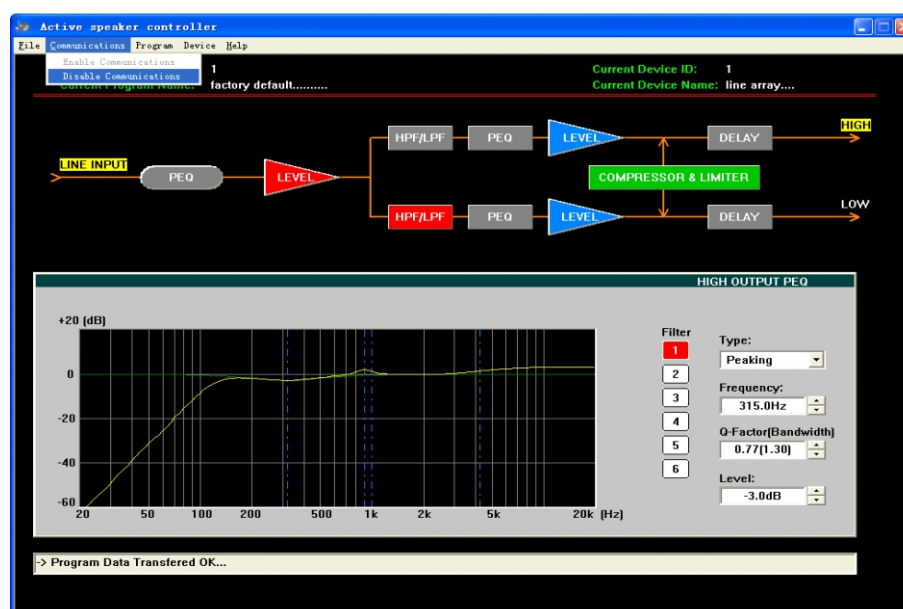 Active speaker controller
File Communications Program Device Help
Enable Communications
Disable Communications
1
Current Program Name: factory default.........
Current Device ID: 1
Current Device Name: line array....
LINE INPUT
PEQ
LEVEL
HPF/LPF PEQ LEVEL DELAY HIGH
COMPRESSOR & LIMITER
HPF/LPF PEQ LEVEL DELAY LOW
HIGH OUTPUT PEQ
+20 (dB)
0
-20
-40
-60
20 50 100 200 500 1k 2k 5k 20k (Hz)
Filter
1
2
3
4
5
6
Type:
Peaking
Frequency:
315.0Hz
Q-Factor(Bandwidth)
0.77(1.30)
Level:
-3.0dB
-> Program Data Transfered OK...